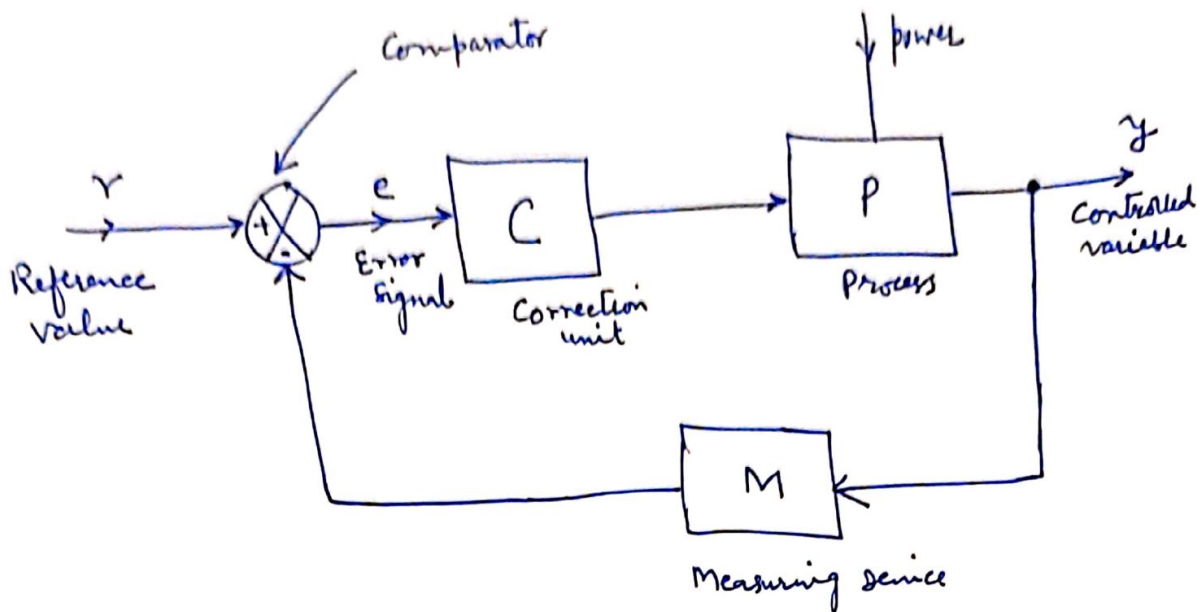 Comparator
power
r
Reference
value
+
-
e
Error
signal
C
Correction
unit
P
Process
y
Controlled
variable
M
Measuring device